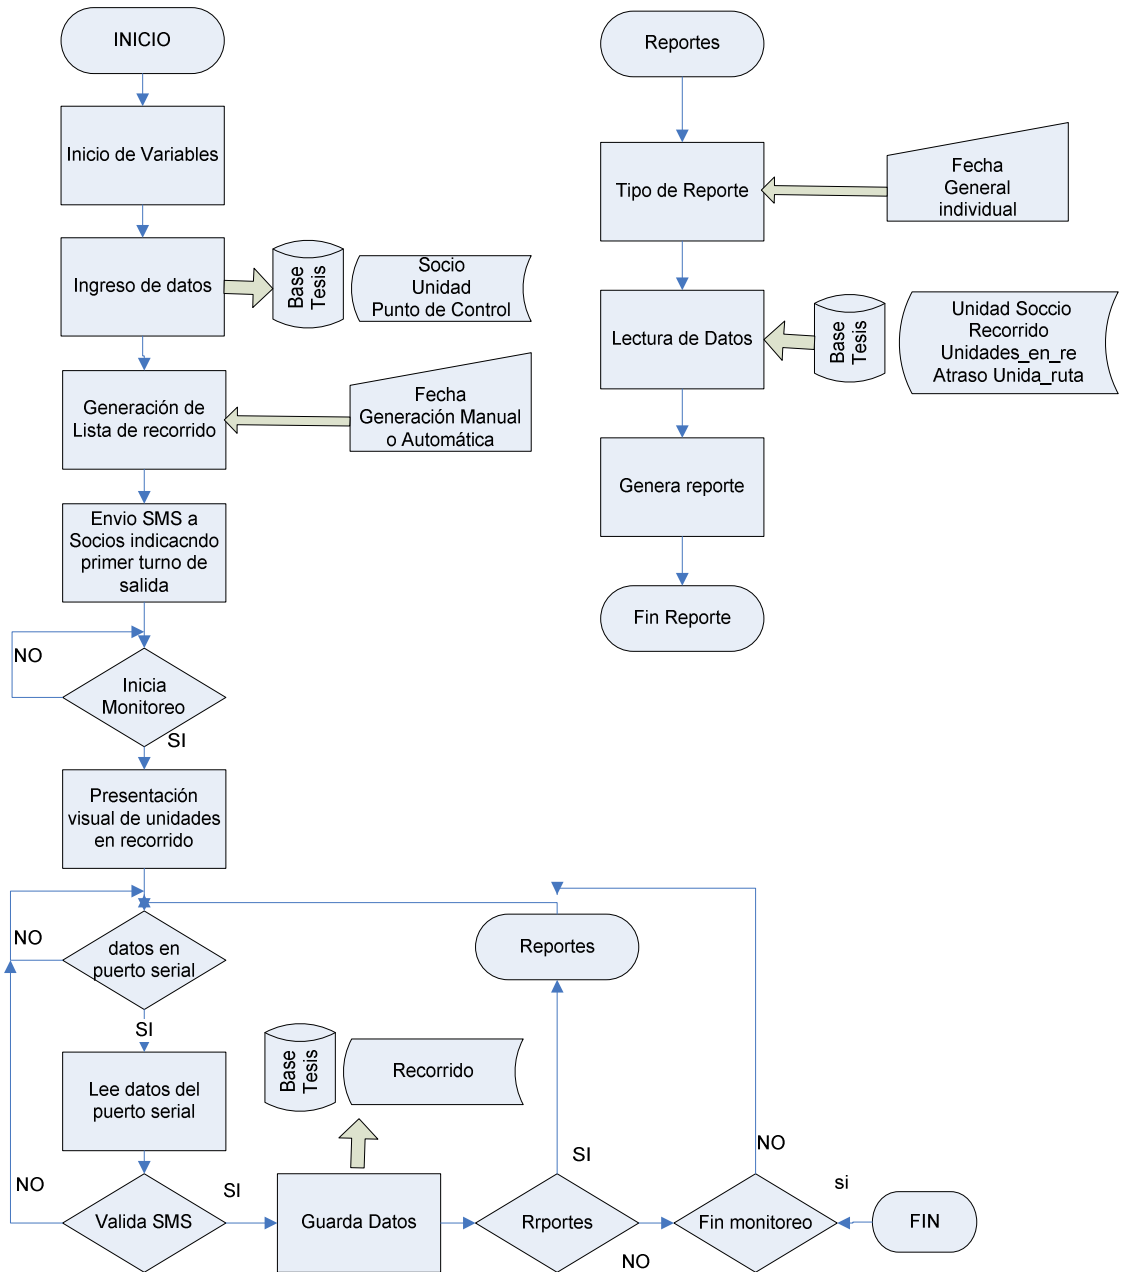 INICIO
Inicio de Variables
Ingreso de datos
Base
Tesis
Socio
Unidad
Punto de Control
Generación de
Lista de recorrido
Fecha
Generación Manual
o Automática
Envio SMS a
Socios indicacndo
primer turno de
salida
NO
Inicia
Monitoreo
SI
Presentación
visual de unidades
en recorrido
NO
datos en
puerto serial
SI
Lee datos del
puerto serial
NO
Valida SMS
SI
Base
Tesis
Recorrido
Guarda Datos
Reportes
SI
Rrportes
NO
NO
Fin monitoreo
si
FIN
Reportes
Tipo de Reporte
Fecha
General
individual
Lectura de Datos
Base
Tesis
Unidad Soccio
Recorrido
Unidades_en_re
Atraso Unida_ruta
Genera reporte
Fin Reporte